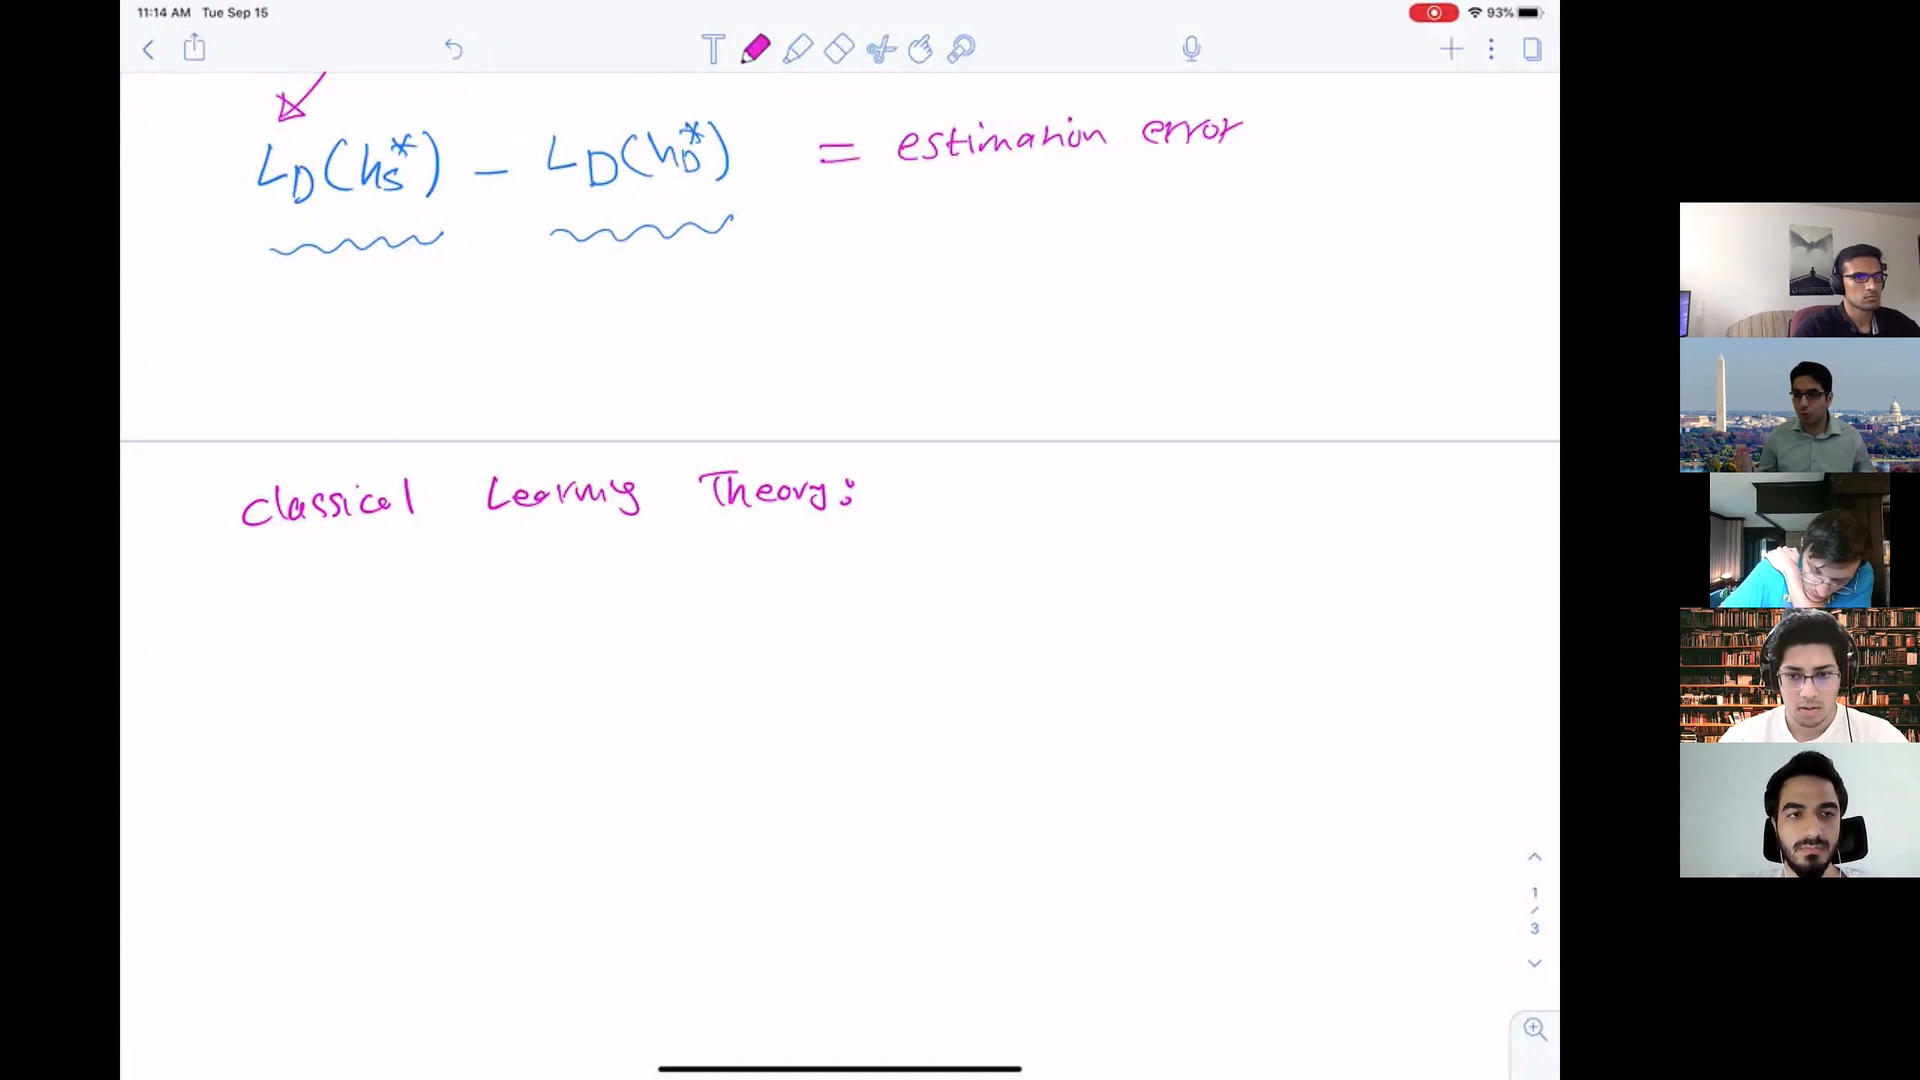 11:14 AM Tue Sep 15 93%
L_D(h_S^*) - L_D(h_D^*) = estimation error
Classical Learning Theory:
1
/
3